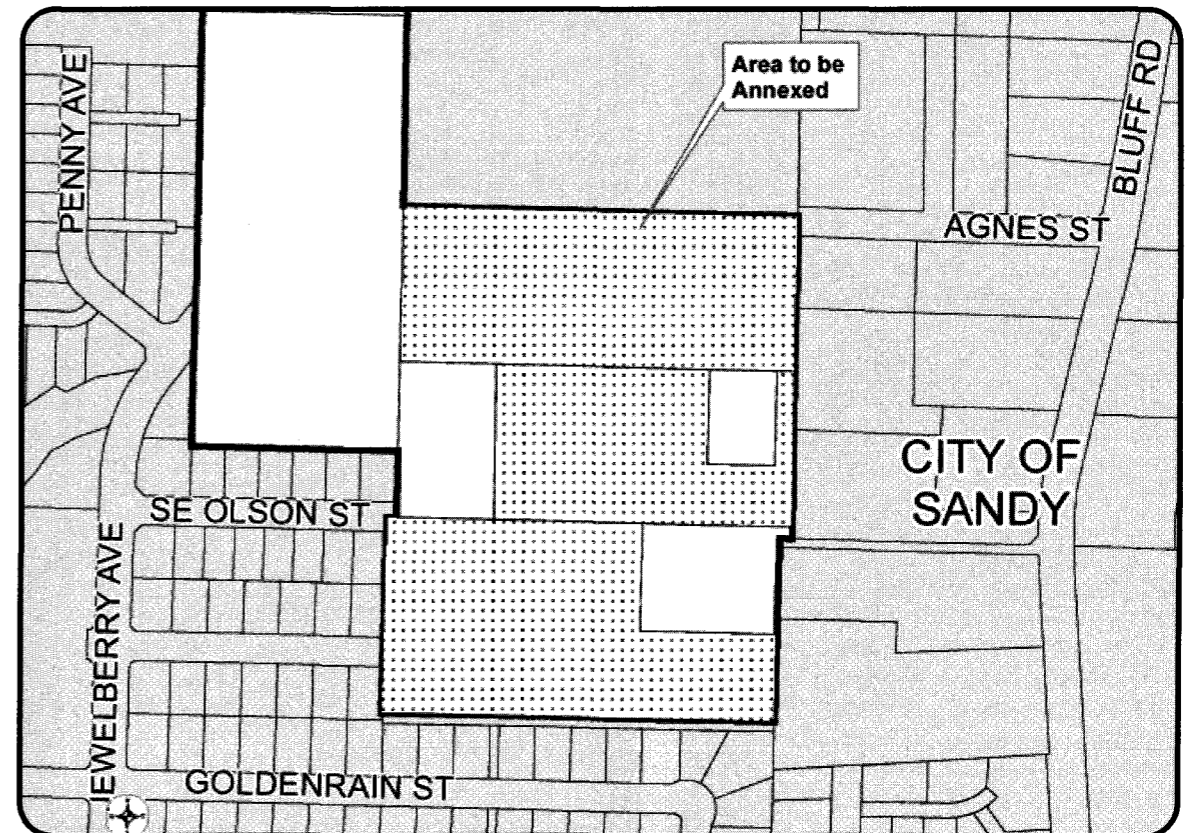 Area to be
Annexed
PENNY AVE
BLUFF RD
AGNES ST
CITY OF
SANDY
SE OLSON ST
JEWELBERRY AVE
GOLDENRAIN ST